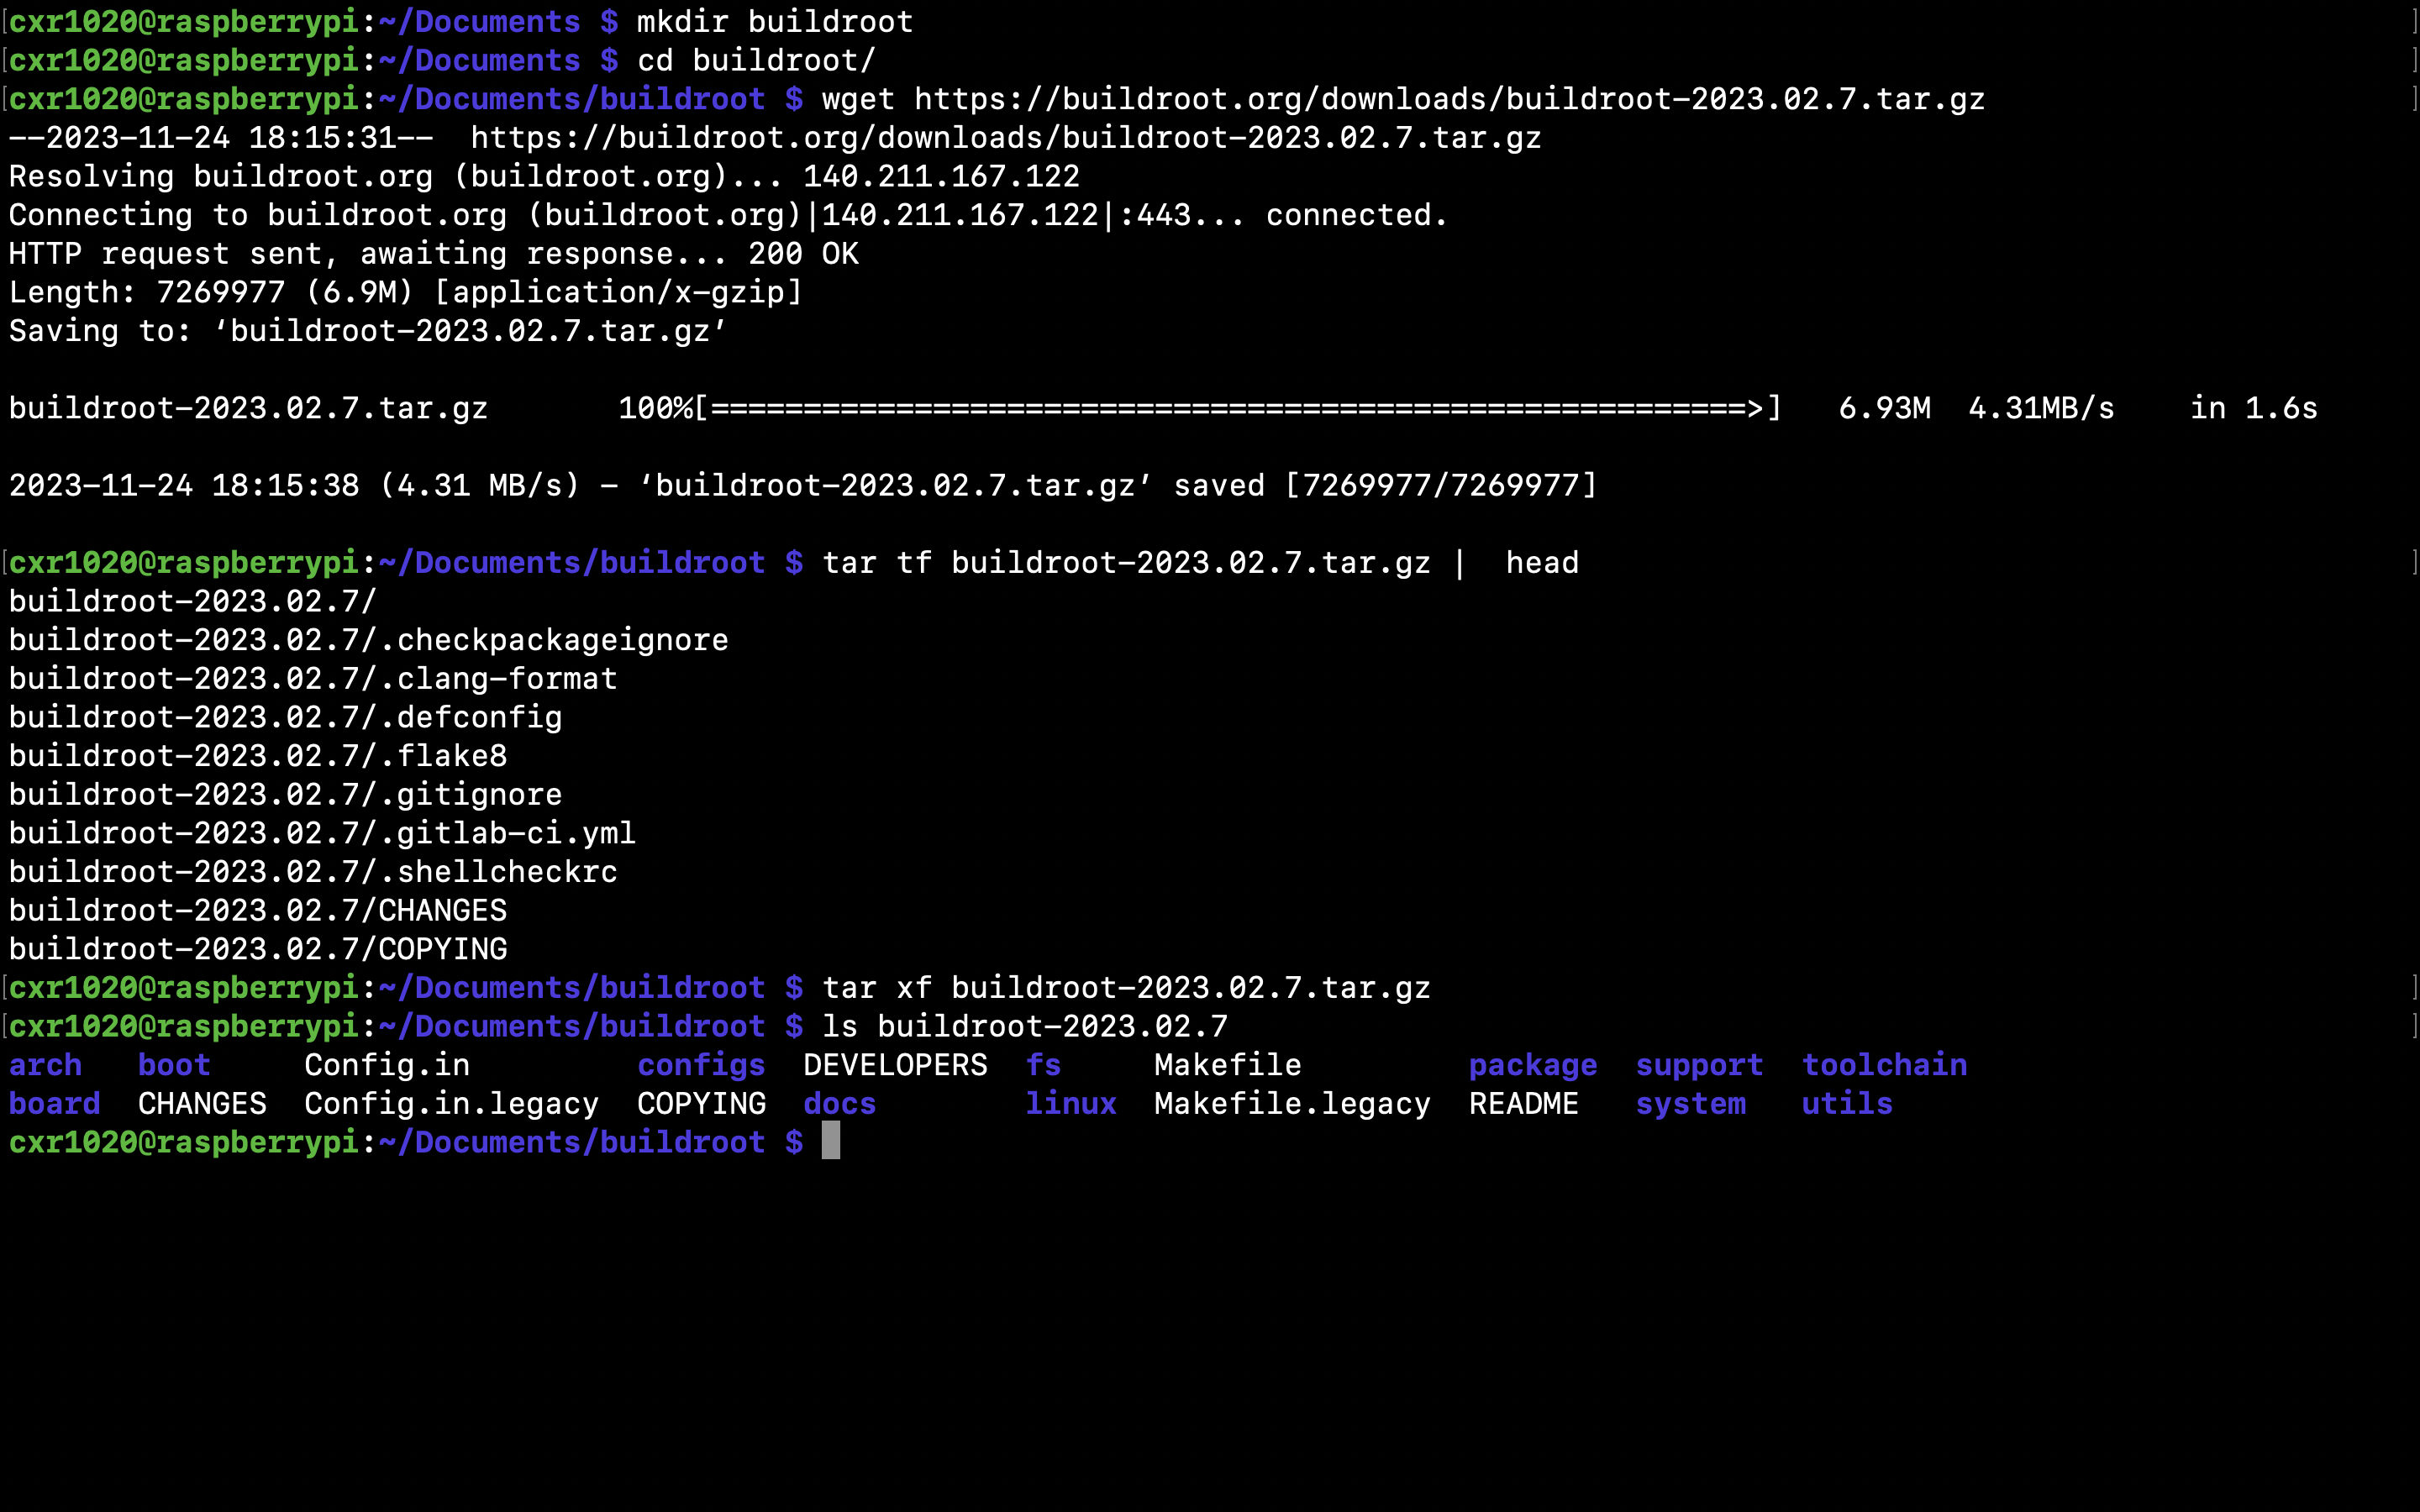 [cxr1020@raspberrypi:~/Documents $ mkdir buildroot ]
[cxr1020@raspberrypi:~/Documents $ cd buildroot/ ]
[cxr1020@raspberrypi:~/Documents/buildroot $ wget https://buildroot.org/downloads/buildroot-2023.02.7.tar.gz ]
--2023-11-24 18:15:31--  https://buildroot.org/downloads/buildroot-2023.02.7.tar.gz
Resolving buildroot.org (buildroot.org)... 140.211.167.122
Connecting to buildroot.org (buildroot.org)|140.211.167.122|:443... connected.
HTTP request sent, awaiting response... 200 OK
Length: 7269977 (6.9M) [application/x-gzip]
Saving to: ‘buildroot-2023.02.7.tar.gz’
buildroot-2023.02.7.tar.gz       100%[========================================================>]   6.93M  4.31MB/s    in 1.6s
2023-11-24 18:15:38 (4.31 MB/s) - ‘buildroot-2023.02.7.tar.gz’ saved [7269977/7269977]
[cxr1020@raspberrypi:~/Documents/buildroot $ tar tf buildroot-2023.02.7.tar.gz |  head ]
buildroot-2023.02.7/
buildroot-2023.02.7/.checkpackageignore
buildroot-2023.02.7/.clang-format
buildroot-2023.02.7/.defconfig
buildroot-2023.02.7/.flake8
buildroot-2023.02.7/.gitignore
buildroot-2023.02.7/.gitlab-ci.yml
buildroot-2023.02.7/.shellcheckrc
buildroot-2023.02.7/CHANGES
buildroot-2023.02.7/COPYING
[cxr1020@raspberrypi:~/Documents/buildroot $ tar xf buildroot-2023.02.7.tar.gz ]
[cxr1020@raspberrypi:~/Documents/buildroot $ ls buildroot-2023.02.7 ]
arch   boot     Config.in         configs  DEVELOPERS  fs     Makefile         package  support  toolchain
board  CHANGES  Config.in.legacy  COPYING  docs        linux  Makefile.legacy  README   system   utils
cxr1020@raspberrypi:~/Documents/buildroot $